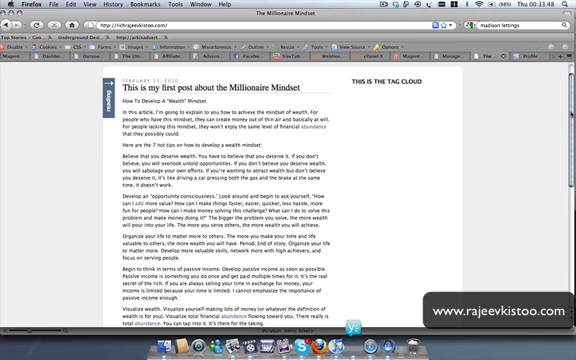 Firefox File Edit View History Bookmarks Tools Window Help
Thu 00:33:48
The Millionaire Mindset
http://richrajeevkistoo.com/
madison lettings
Disable Cookies CSS Forms Images Information Miscellaneous Outline Resize Tools View Source Options
FEBRUARY 13, 2010
This is my first post about the Millionaire Mindset
THIS IS THE TAG CLOUD
How To Develop A "Wealth" Mindset
In this article, I'm going to explain to you how to achieve the mindset of wealth. For
people who have this mindset, they can create money out of thin air and basically at will.
For people lacking this mindset, they won't enjoy the same level of financial abundance
that they possibly could.
Here are the 7 hot tips on how to develop a wealth mindset:
Believe that you deserve wealth. You have to believe that you deserve it. If you don't
believe, you will overlook untold opportunities. If you don't believe you deserve wealth,
you will sabotage your own efforts. If you're wanting to attract wealth but don't believe
you deserve it, it's like driving a car pressing both the gas and the brake at the same
time. It doesn't work.
Develop an "opportunity consciousness." Look around and begin to ask yourself, "How
can I add more value? How can I make things faster, easier, quicker, less hassle, more
fun for people? How can I make money solving this challenge? What can I do to solve this
problem and make money doing it?" The bigger the problem you solve, the more wealth
will pour into your life. The more you serve others, the more wealth you will achieve.
Organize your life to matter more to others. The more you make your time and life
valuable to others, the more wealth you will have. Period. End of story. Organize your life
to matter more. Develop more valuable skills, network more with high achievers, and
focus on serving people.
Begin to think in terms of passive income. Develop passive income as soon as possible.
Passive income is something you do once and get paid multiple times for it. It's the real
secret of the rich. If you are always selling your time in exchange for money, your
income is limited because your time is limited. I cannot emphasize the importance of
passive income enough.
Visualize wealth. Visualize yourself making lots of money (or whatever the definition of
wealth is for you). Visualize total financial abundance flowing toward you. There really is
total abundance. You can tap into it. It's there for the taking.
www.rajeevkistoo.com